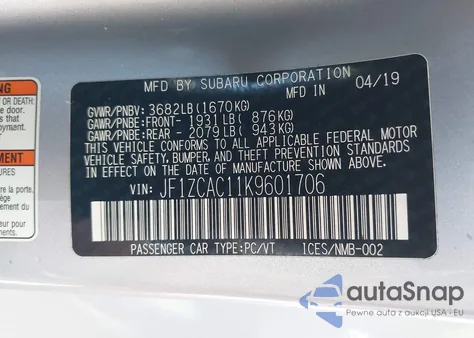 MFD BY SUBARU CORPORATION
MFD IN JAPAN 04/19
GVWR/PNBV: 3682LB(1670KG)
GAWR/PNBE:FRONT- 1931LB( 876KG)
GAWR/PNBE:REAR - 2079LB( 943KG)
THIS VEHICLE CONFORMS TO ALL APPLICABLE FEDERAL MOTOR
VEHICLE SAFETY, BUMPER, AND THEFT PREVENTION STANDARDS
IN EFFECT ON THE DATE OF MANUFACTURE SHOWN ABOVE.
VIN: JF1ZCAC11K9601706
PASSENGER CAR TYPE:PC/VT ICES/NMB-002
door.
autoSnap
Pewne auta z aukcji USA - EU